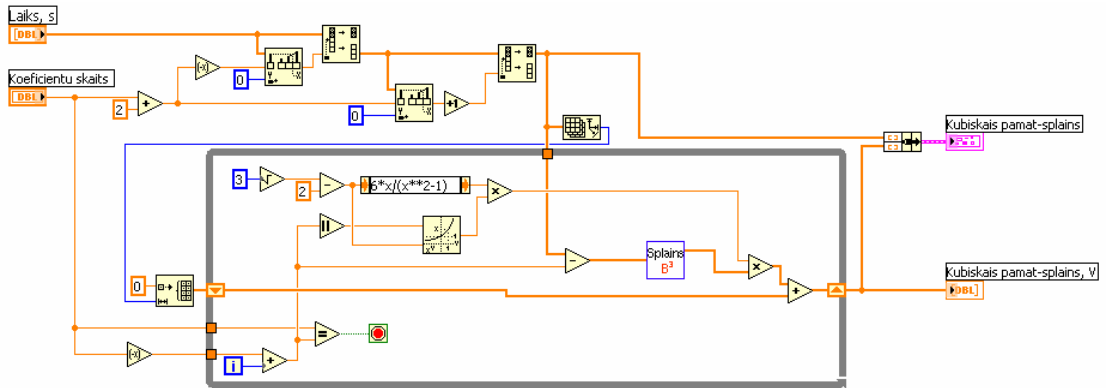 Laiks, s
[DBL]
Koeficientu skaits
DBL
2
+
(-x)
0
0
+1
Kubiskais pamat-splains
3
√
2
-
6*x/(x**2-1)
×
||
x^Y
-
Splains
B³
×
+
Kubiskais pamat-splains, V
[DBL]
0
=
(-x)
i
+